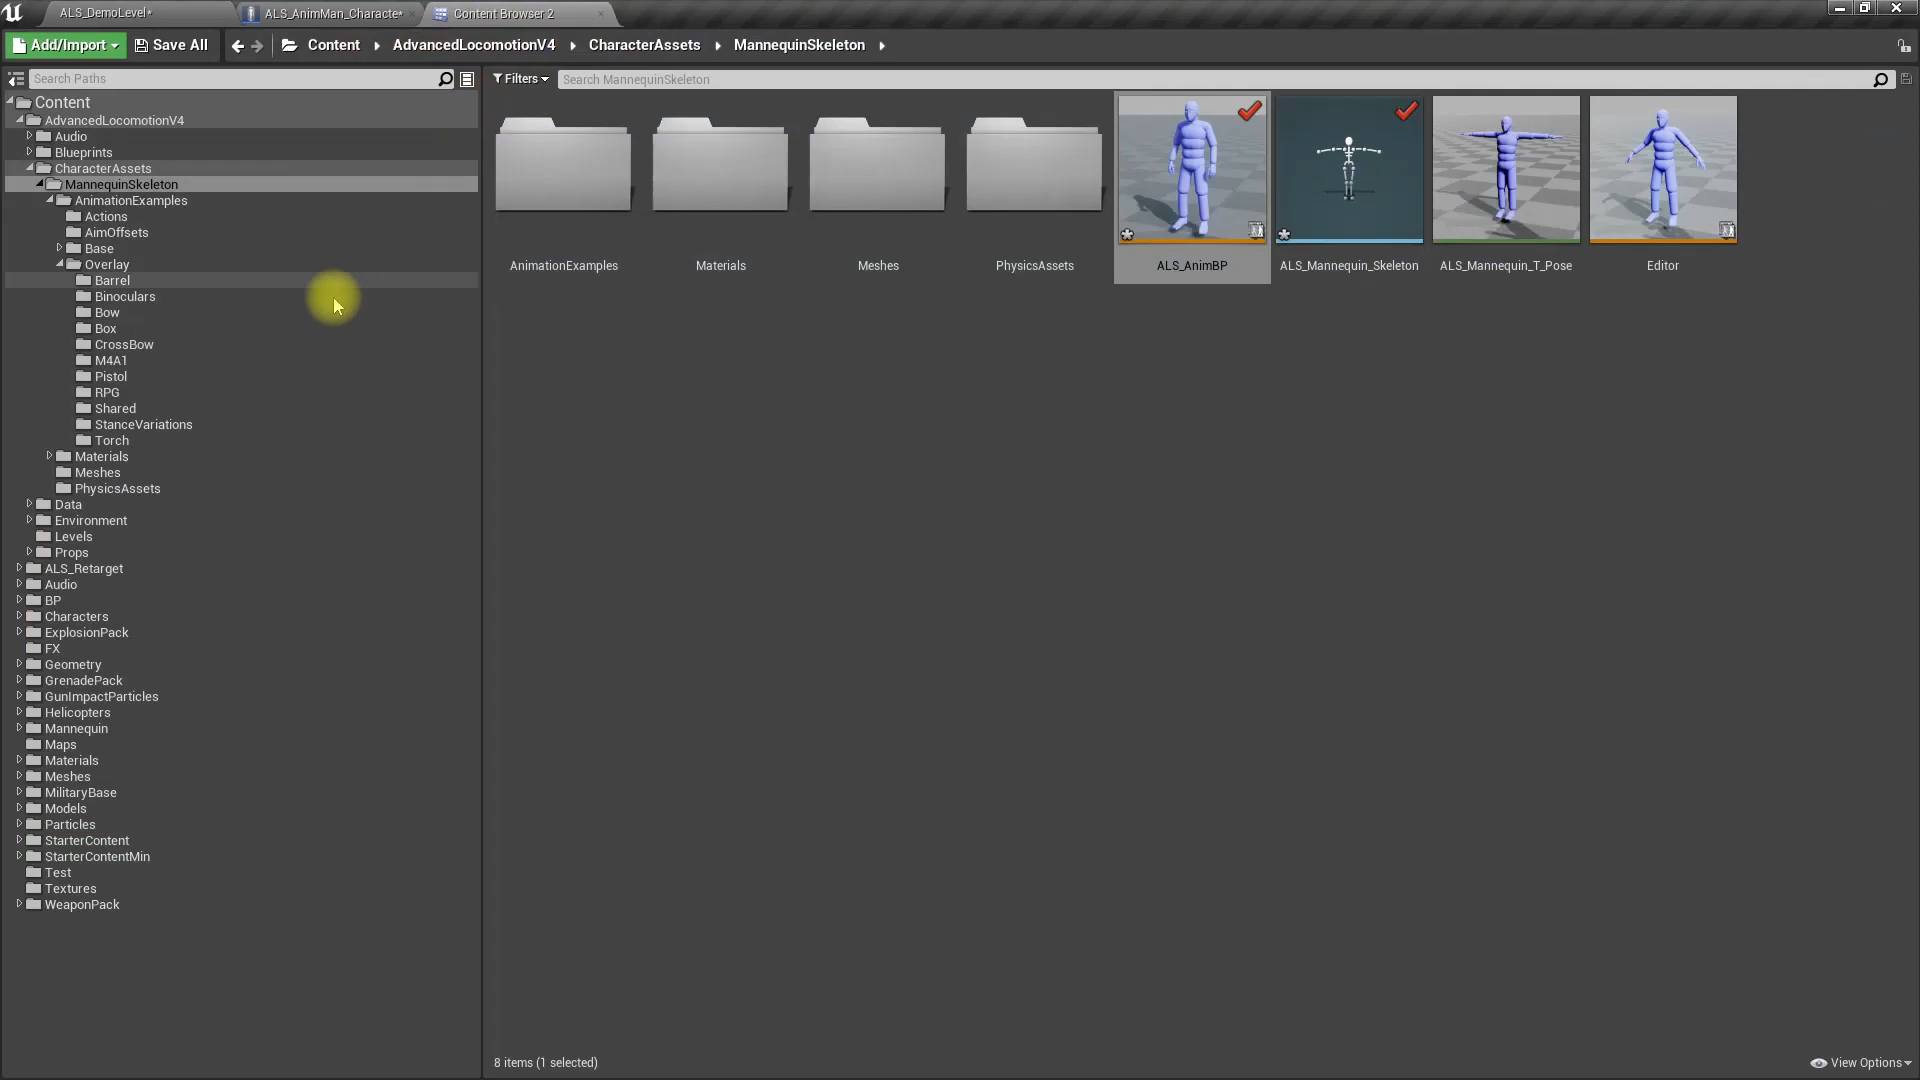 ALS_DemoLevel*
ALS_AnimMan_Characte*
Content Browser 2
Add/Import
Save All
Content
AdvancedLocomotionV4
CharacterAssets
MannequinSkeleton
Search Paths
Filters
Search MannequinSkeleton
Content
AdvancedLocomotionV4
Audio
Blueprints
CharacterAssets
MannequinSkeleton
AnimationExamples
Actions
AimOffsets
Base
Overlay
Barrel
Binoculars
Bow
Box
CrossBow
M4A1
Pistol
RPG
Shared
StanceVariations
Torch
Materials
Meshes
PhysicsAssets
Data
Environment
Levels
Props
ALS_Retarget
Audio
BP
Characters
ExplosionPack
FX
Geometry
GrenadePack
GunImpactParticles
Helicopters
Mannequin
Maps
Materials
Meshes
MilitaryBase
Models
Particles
StarterContent
StarterContentMin
Test
Textures
WeaponPack
AnimationExamples
Materials
Meshes
PhysicsAssets
ALS_AnimBP
ALS_Mannequin_Skeleton
ALS_Mannequin_T_Pose
Editor
8 items (1 selected)
View Options